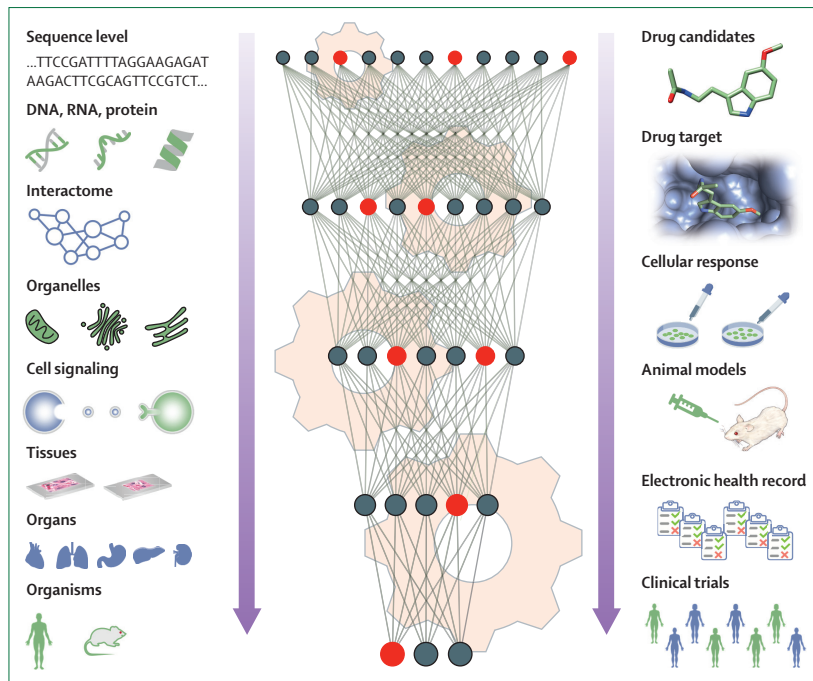 Sequence level
...TTCCGATTTTAGGAAGAGAT
AAGACTTCGCAGTTCCGTCT...
DNA, RNA, protein
Interactome
Organelles
Cell signaling
Tissues
Organs
Organisms
Drug candidates
Drug target
Cellular response
Animal models
Electronic health record
Clinical trials